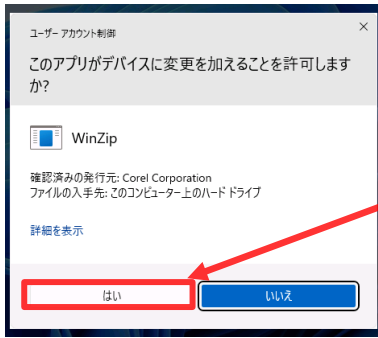 ユーザー アカウント制御
このアプリがデバイスに変更を加えることを許可します
か?
WinZip
確認済みの発行元: Corel Corporation
ファイルの入手先: このコンピューター上のハード ドライブ
詳細を表示
はい
いいえ